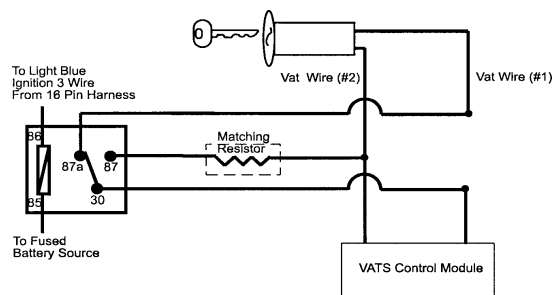 To Light Blue
Ignition 3 Wire
From 16 Pin Harness
Vat Wire (#2)
Vat Wire (#1)
86
87a
87
Matching
Resistor
85
30
To Fused
Battery Source
VATS Control Module